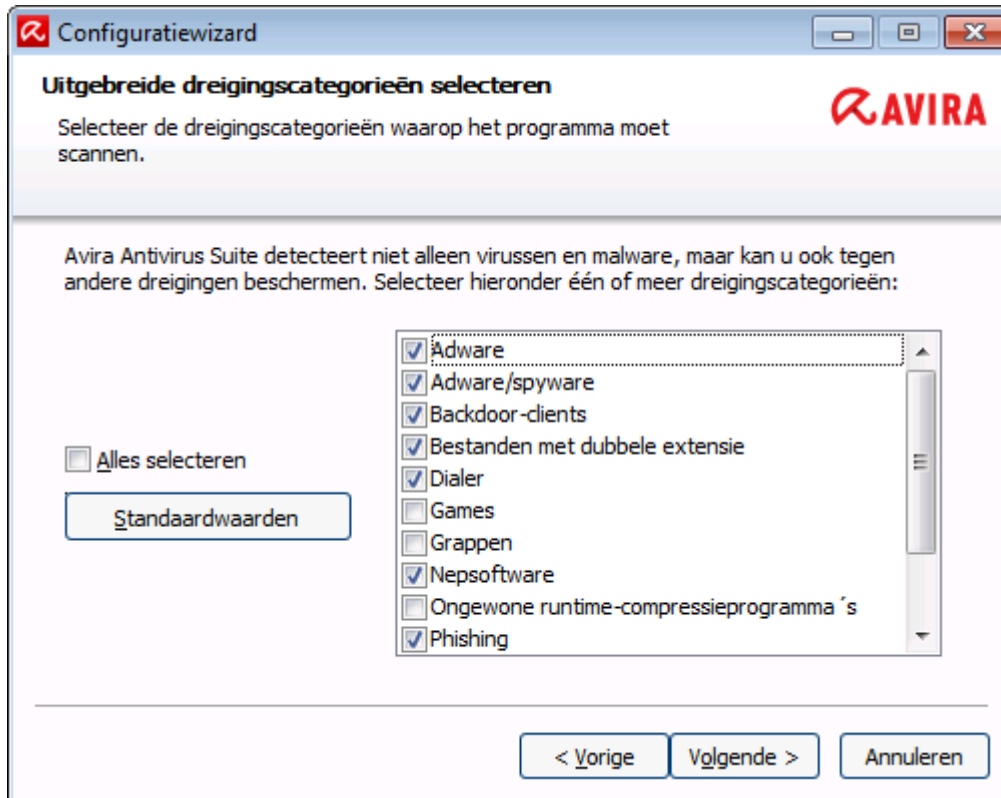 Configuratiewizard
Uitgebreide dreigingscategorieën selecteren
Selecteer de dreigingscategorieën waarop het programma moet
scannen.
AVIRA
Avira Antivirus Suite detecteert niet alleen virussen en malware, maar kan u ook tegen
andere dreigingen beschermen. Selecteer hieronder één of meer dreigingscategorieën:
Alles selecteren
Standaardwaarden
Adware
Adware/spyware
Backdoor-clients
Bestanden met dubbele extensie
Dialer
Games
Grappen
Nepsoftware
Ongewone runtime-compressieprogramma´s
Phishing
< Vorige
Volgende >
Annuleren